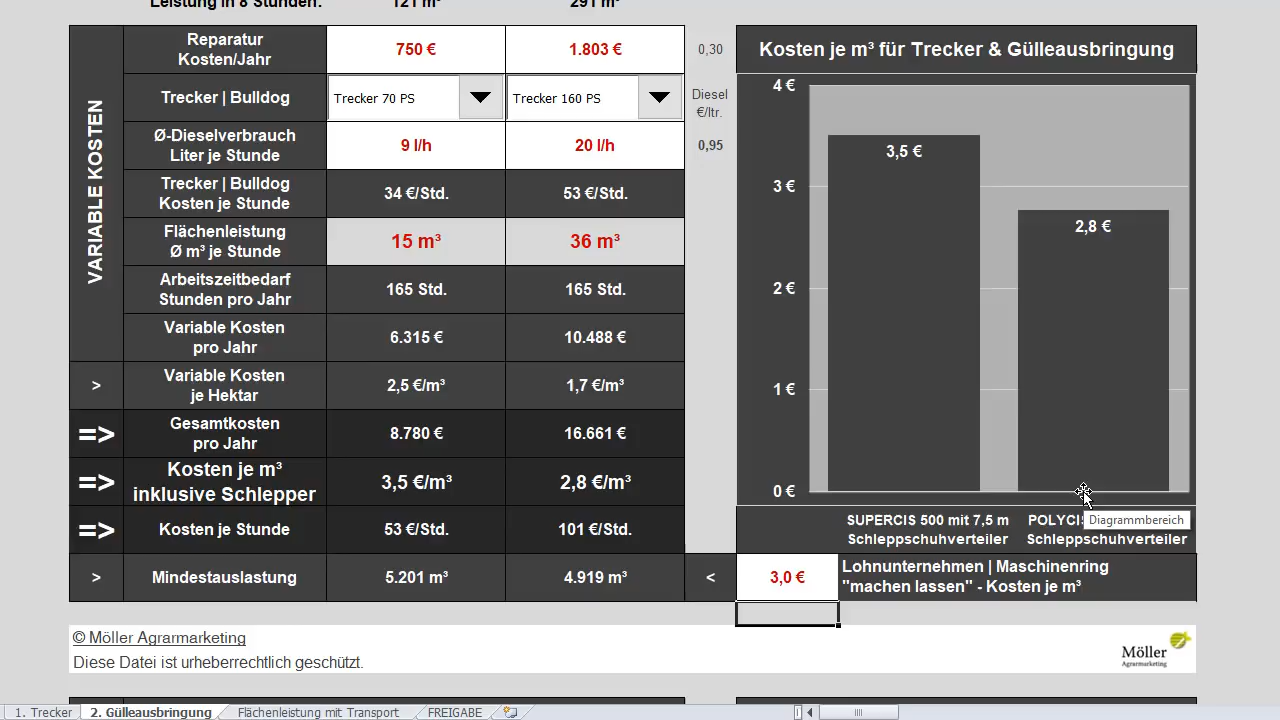 Leistung in 8 Stunden: 121 m³ 291 m³
VARIABLE KOSTEN
Reparatur
Kosten/Jahr
750 €
1.803 €
0,30
Trecker | Bulldog
Trecker 70 PS
Trecker 160 PS
Diesel
€/ltr.
Ø-Dieselverbrauch
Liter je Stunde
9 l/h
20 l/h
0,95
Trecker | Bulldog
Kosten je Stunde
34 €/Std.
53 €/Std.
Flächenleistung
Ø m³ je Stunde
15 m³
36 m³
Arbeitszeitbedarf
Stunden pro Jahr
165 Std.
165 Std.
Variable Kosten
pro Jahr
6.315 €
10.488 €
>
Variable Kosten
je Hektar
2,5 €/m³
1,7 €/m³
=>
Gesamtkosten
pro Jahr
8.780 €
16.661 €
=>
Kosten je m³
inklusive Schlepper
3,5 €/m³
2,8 €/m³
=>
Kosten je Stunde
53 €/Std.
101 €/Std.
>
Mindestauslastung
5.201 m³
4.919 m³
<
Kosten je m³ für Trecker & Gülleausbringung
4 €
3 €
2 €
1 €
0 €
3,5 €
2,8 €
SUPERCIS 500 mit 7,5 m
Schleppschuhverteiler
Schleppschuhverteiler
Diagrammbereich
3,0 €
Lohnunternehmen | Maschinenring
"machen lassen" - Kosten je m³
© Möller Agrarmarketing
Diese Datei ist urheberrechtlich geschützt.
Möller
Agrarmarketing
1. Trecker
2. Gülleausbringung
Flächenleistung mit Transport
FREIGABE